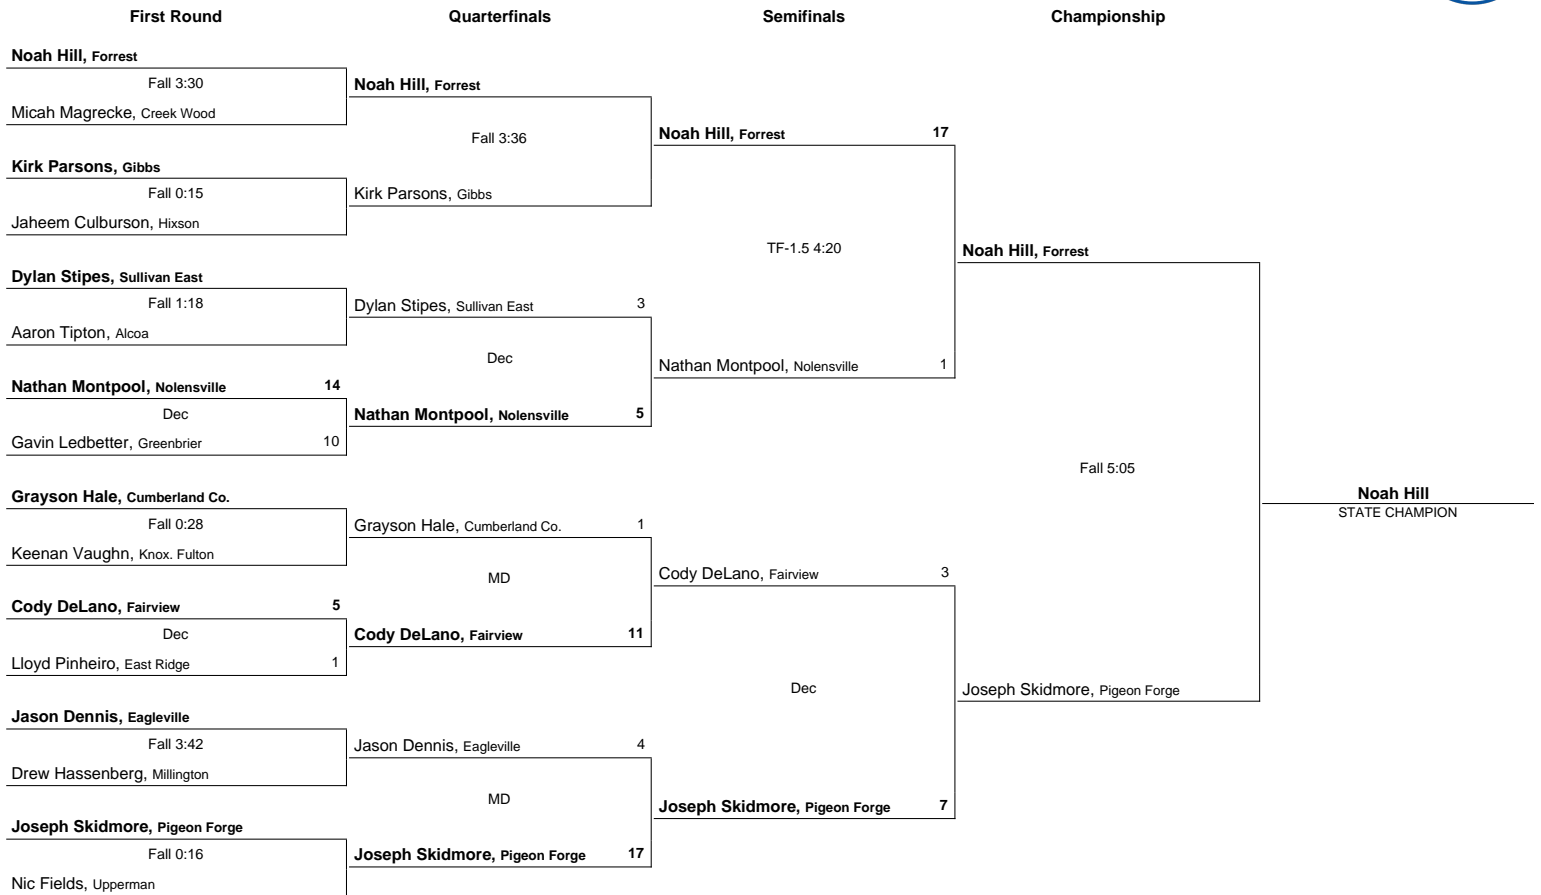 First Round
Quarterfinals
Semifinals
Championship
Noah Hill, Forrest
Fall 3:30
Micah Magrecke, Creek Wood
Kirk Parsons, Gibbs
Fall 0:15
Jaheem Culburson, Hixson
Dylan Stipes, Sullivan East
Fall 1:18
Aaron Tipton, Alcoa
Nathan Montpool, Nolensville 14
Dec
Gavin Ledbetter, Greenbrier 10
Grayson Hale, Cumberland Co.
Fall 0:28
Keenan Vaughn, Knox. Fulton
Cody DeLano, Fairview 5
Dec
Lloyd Pinheiro, East Ridge 1
Jason Dennis, Eagleville
Fall 3:42
Drew Hassenberg, Millington
Joseph Skidmore, Pigeon Forge
Fall 0:16
Nic Fields, Upperman
Noah Hill, Forrest
Fall 3:36
Kirk Parsons, Gibbs
Dylan Stipes, Sullivan East 3
Dec
Nathan Montpool, Nolensville 5
Grayson Hale, Cumberland Co. 1
MD
Cody DeLano, Fairview 11
Jason Dennis, Eagleville 4
MD
Joseph Skidmore, Pigeon Forge 17
Noah Hill, Forrest 17
TF-1.5 4:20
Nathan Montpool, Nolensville 1
Cody DeLano, Fairview 3
Dec
Joseph Skidmore, Pigeon Forge 7
Noah Hill, Forrest
Fall 5:05
Joseph Skidmore, Pigeon Forge
Noah Hill
STATE CHAMPION